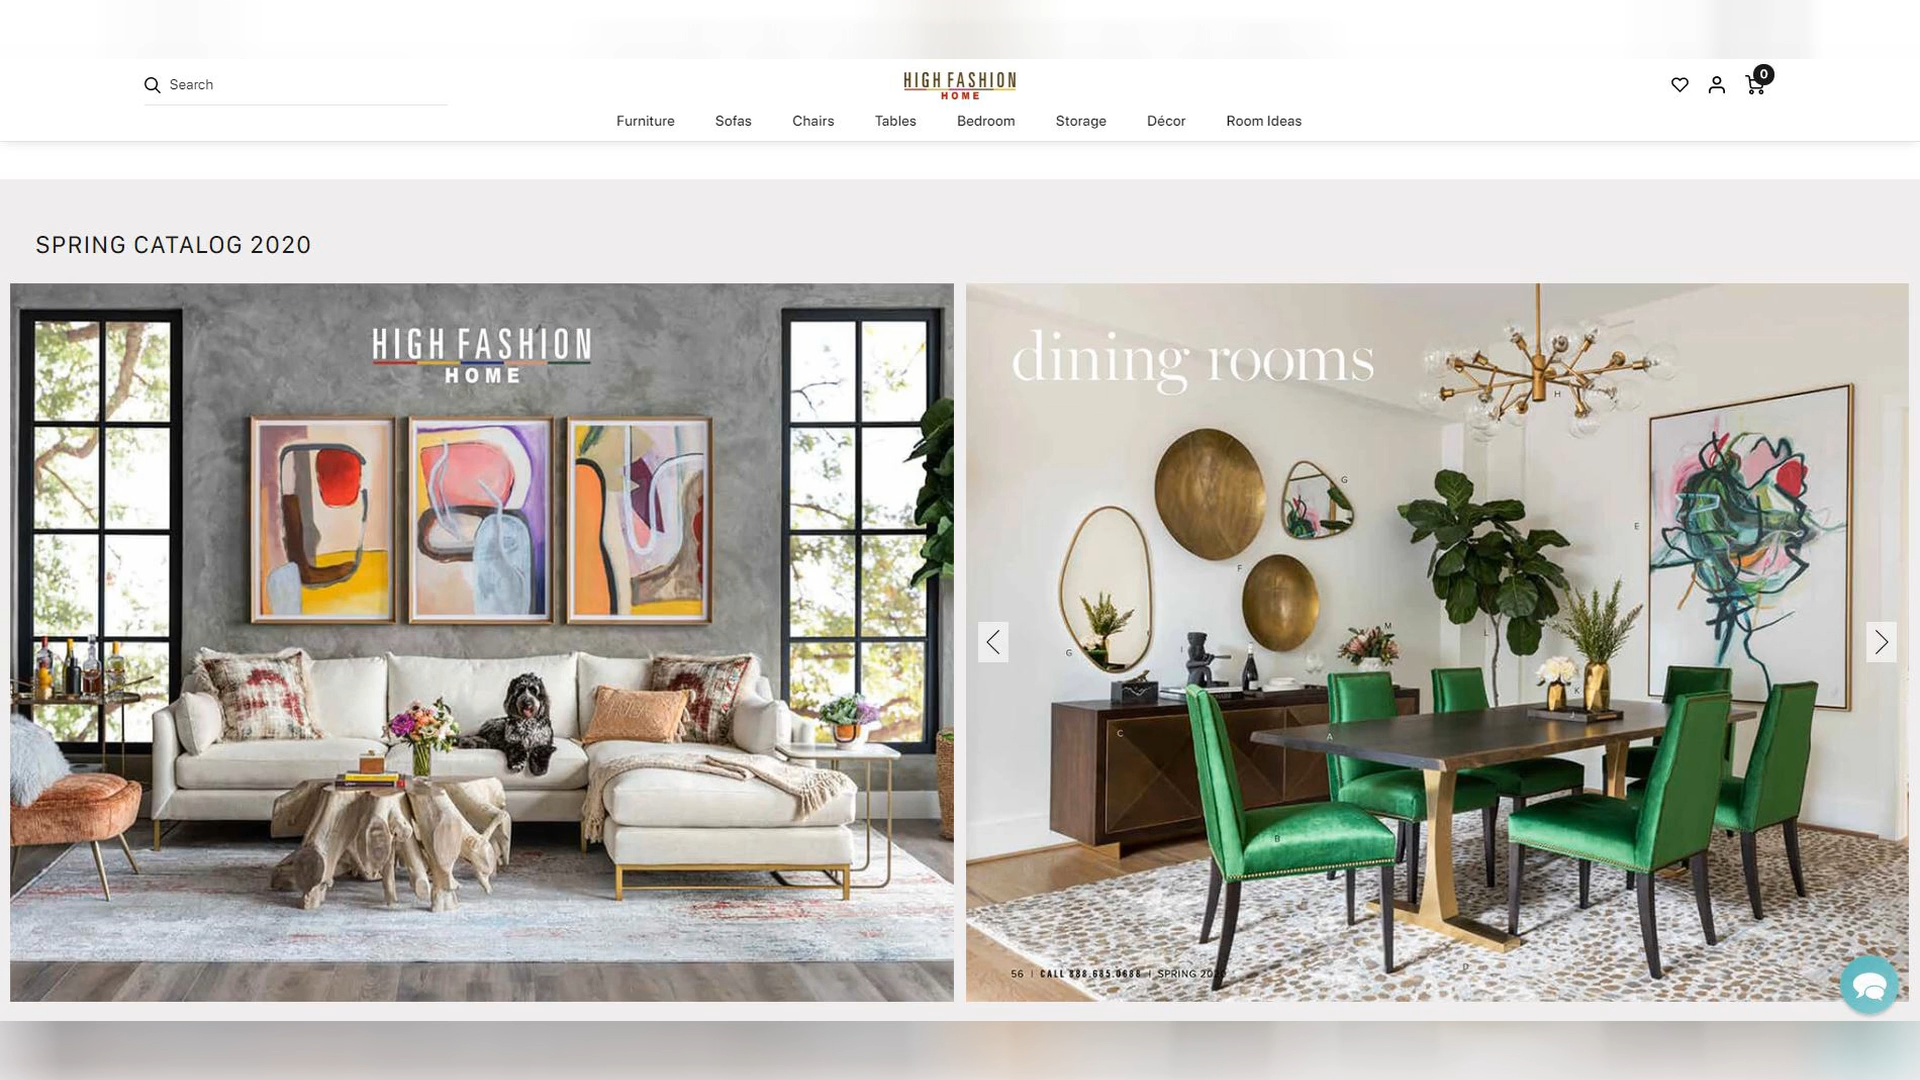 Search
HIGH FASHION
HOME
0
Furniture
Sofas
Chairs
Tables
Bedroom
Storage
Décor
Room Ideas
SPRING CATALOG 2020
HIGH FASHION
HOME
dining rooms
H
G
E
F
M
L
I
G
K
C
A
B
D
56 | CALL 888.685.0688 | SPRING 2020